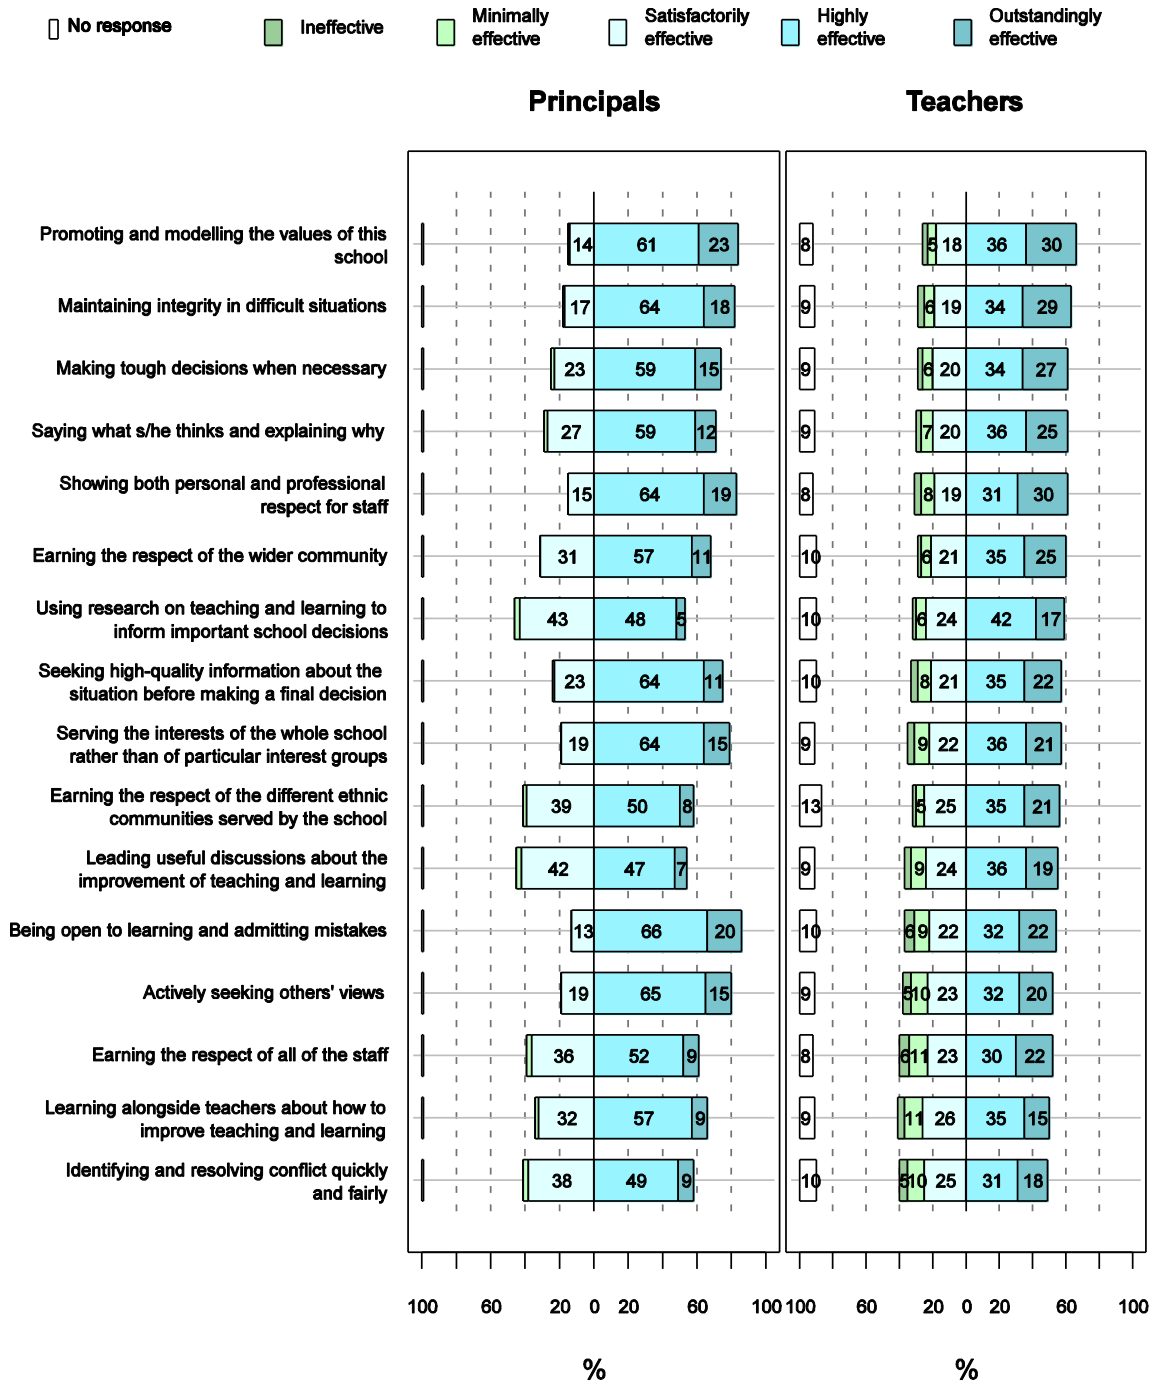 No response
Ineffective
Minimally
effective
Satisfactorily
effective
Highly
effective
Outstandingly
effective
Principals
Teachers
Promoting and modelling the values of this
school
14 61 23 8 5 18 36 30
Maintaining integrity in difficult situations
17 64 18 9 6 19 34 29
Making tough decisions when necessary
23 59 15 9 6 20 34 27
Saying what s/he thinks and explaining why
27 59 12 9 7 20 36 25
Showing both personal and professional
respect for staff
15 64 19 8 8 19 31 30
Earning the respect of the wider community
31 57 11 10 6 21 35 25
Using research on teaching and learning to
inform important school decisions
43 48 5 10 6 24 42 17
Seeking high-quality information about the
situation before making a final decision
23 64 11 10 8 21 35 22
Serving the interests of the whole school
rather than of particular interest groups
19 64 15 9 9 22 36 21
Earning the respect of the different ethnic
communities served by the school
39 50 8 13 5 25 35 21
Leading useful discussions about the
improvement of teaching and learning
42 47 7 9 9 24 36 19
Being open to learning and admitting mistakes
13 66 20 10 6 9 22 32 22
Actively seeking others' views
19 65 15 9 5 10 23 32 20
Earning the respect of all of the staff
36 52 9 8 6 11 23 30 22
Learning alongside teachers about how to
improve teaching and learning
32 57 9 9 11 26 35 15
Identifying and resolving conflict quickly
and fairly
38 49 9 10 5 10 25 31 18
100 60 20 0 20 60 100 100 60 20 0 20 60 100
% %